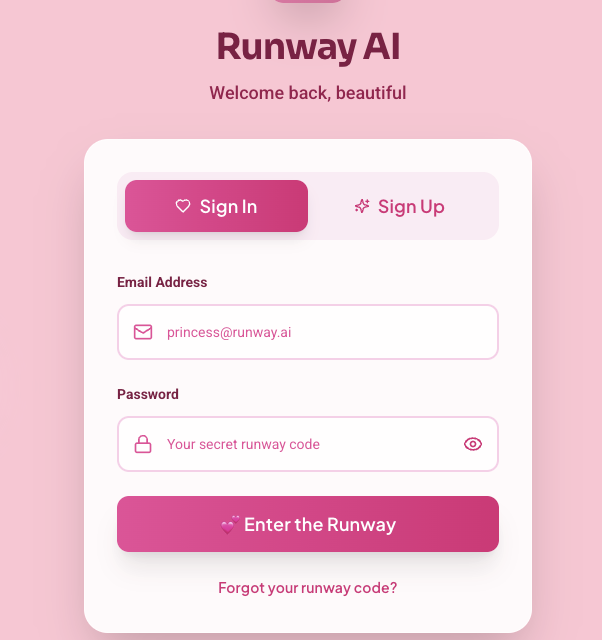 Runway AI
Welcome back, beautiful
Sign In
Sign Up
Email Address
princess@runway.ai
Password
Your secret runway code
💕 Enter the Runway
Forgot your runway code?